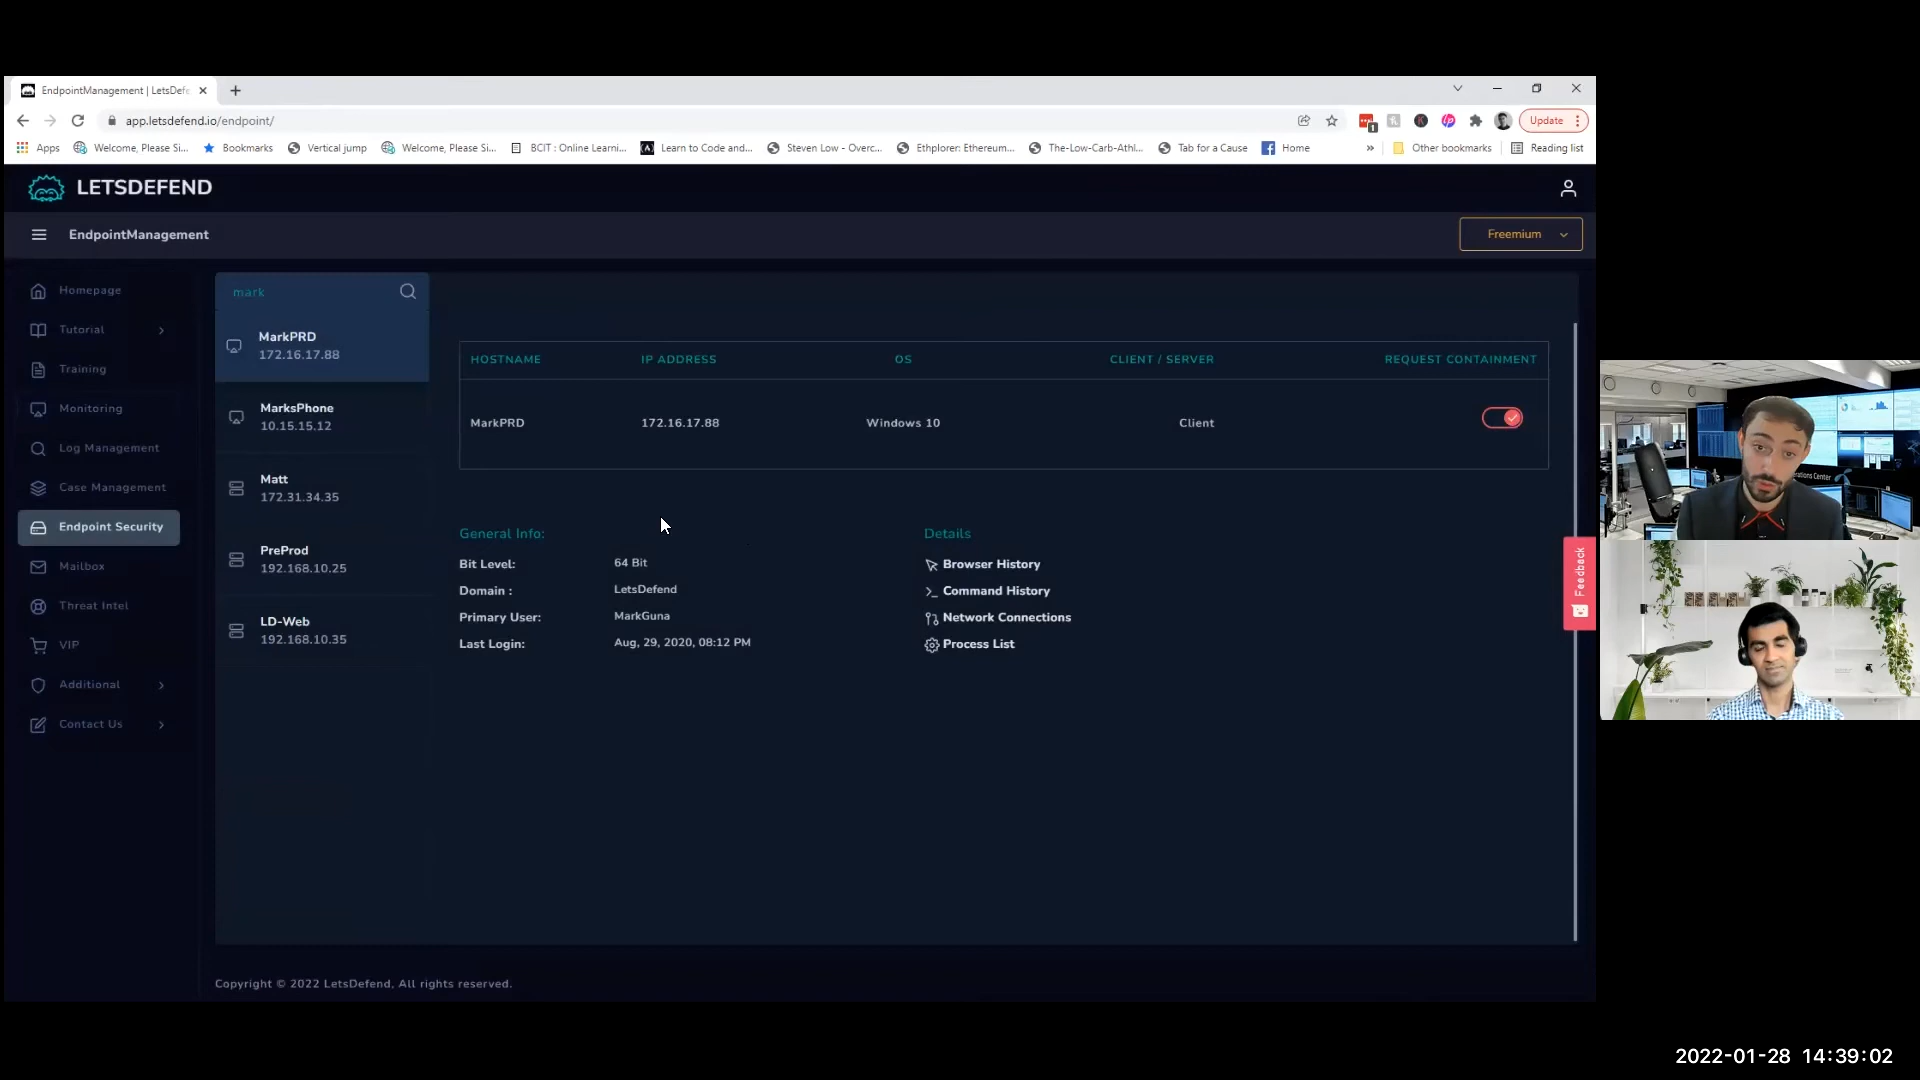 EndpointManagement | LetsDefe
app.letsdefend.io/endpoint/
Update
1
Apps
Welcome, Please Si...
Bookmarks
Vertical jump
Welcome, Please Si...
BCIT : Online Learni...
Learn to Code and...
Steven Low - Overc...
Ethplorer: Ethereum...
The-Low-Carb-Athl...
Tab for a Cause
Home
»
Other bookmarks
Reading list
LETSDEFEND
EndpointManagement
Freemium
Homepage
Tutorial
Training
Monitoring
Log Management
Case Management
Endpoint Security
Mailbox
Threat Intel
VIP
Additional
Contact Us
mark
MarkPRD
172.16.17.88
MarksPhone
10.15.15.12
Matt
172.31.34.35
PreProd
192.168.10.25
LD-Web
192.168.10.35
HOSTNAME IP ADDRESS OS CLIENT / SERVER REQUEST CONTAINMENT
MarkPRD 172.16.17.88 Windows 10 Client
General Info:
Bit Level: 64 Bit
Domain : LetsDefend
Primary User: MarkGuna
Last Login: Aug, 29, 2020, 08:12 PM
Details
Browser History
Command History
Network Connections
Process List
Feedback
Copyright © 2022 LetsDefend, All rights reserved.
2022-01-28 14:39:02